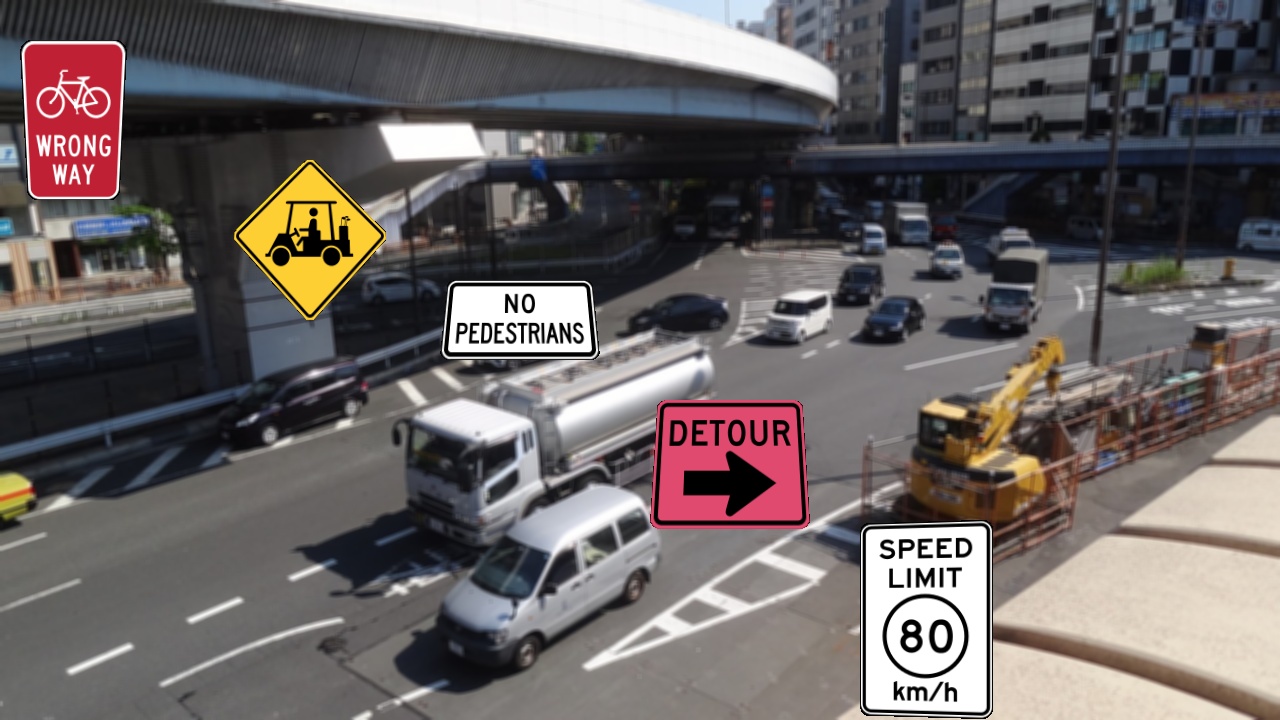 WRONG
WAY
NO
PEDESTRIANS
DETOUR
SPEED
LIMIT
80
km/h